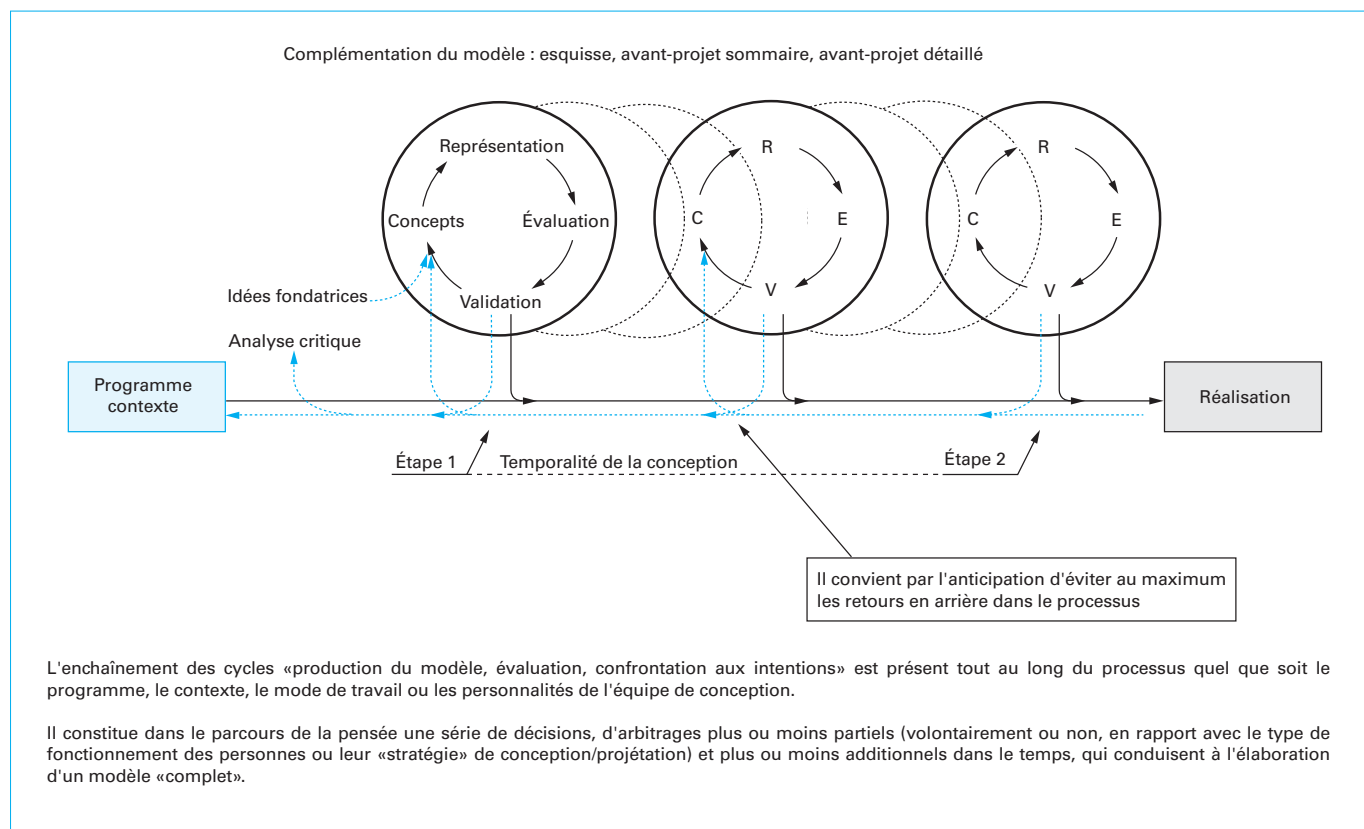 Complémentation du modèle : esquisse, avant-projet sommaire, avant-projet détaillé
Représentation
Concepts
Évaluation
Validation
R
C
E
V
R
C
E
V
Idées fondatrices
Analyse critique
Programme
contexte
Réalisation
Étape 1
Temporalité de la conception
Étape 2
Il convient par l'anticipation d'éviter au maximum
les retours en arrière dans le processus
L'enchaînement des cycles «production du modèle, évaluation, confrontation aux intentions» est présent tout au long du processus quel que soit le
programme, le contexte, le mode de travail ou les personnalités de l'équipe de conception.
Il constitue dans le parcours de la pensée une série de décisions, d'arbitrages plus ou moins partiels (volontairement ou non, en rapport avec le type de
fonctionnement des personnes ou leur «stratégie» de conception/projétation) et plus ou moins additionnels dans le temps, qui conduisent à l'élaboration
d'un modèle «complet».